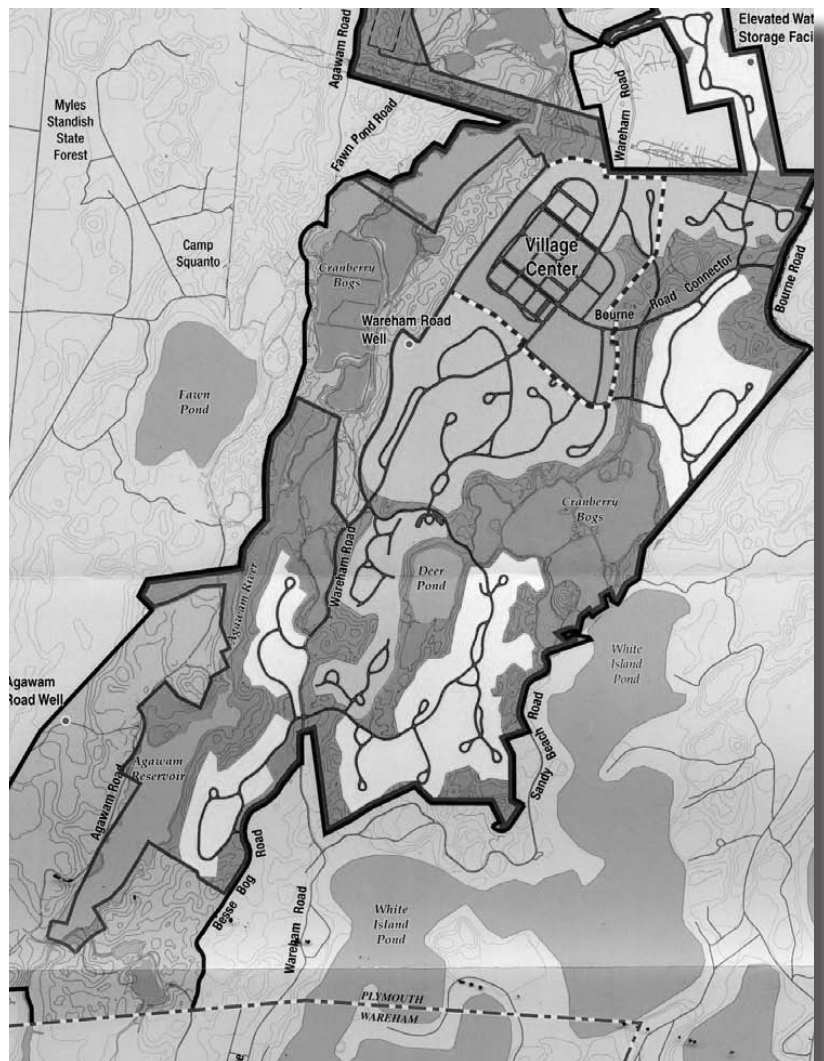 Elevated Wat
Storage Faci
Agawam Road
Wareham Road
Myles
Standish
State
Forest
Fawn Pond Road
Camp
Squanto
Village
Center
Cranberry
Bogs
Bourne Road Connector
Bourne Road
Wareham Road
Well
Fawn
Pond
Cranberry
Bogs
Wareham Road
Deer
Pond
Agawam River
White
Island
Pond
Agawam
Road Well
Sandy Beach Road
Agawam
Reservoir
Agawam Road
Besse Bog Road
Wareham Road
White
Island
Pond
PLYMOUTH
WAREHAM